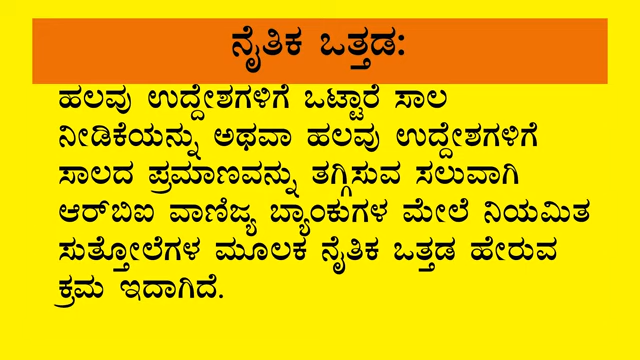 ನೈತಿಕ ಒತ್ತಡ:
ಹಲವು ಉದ್ದೇಶಗಳಿಗೆ ಒಟ್ಟಾರೆ ಸಾಲ
ನೀಡಿಕೆಯನ್ನು ಅಥವಾ ಹಲವು ಉದ್ದೇಶಗಳಿಗೆ
ಸಾಲದ ಪ್ರಮಾಣವನ್ನು ತಗ್ಗಿಸುವ ಸಲುವಾಗಿ
ಆರ್‌ಬಿಐ ವಾಣಿಜ್ಯ ಬ್ಯಾಂಕುಗಳ ಮೇಲೆ ನಿಯಮಿತ
ಸುತ್ತೋಲೆಗಳ ಮೂಲಕ ನೈತಿಕ ಒತ್ತಡ ಹೇರುವ
ಕ್ರಮ ಇದಾಗಿದೆ.